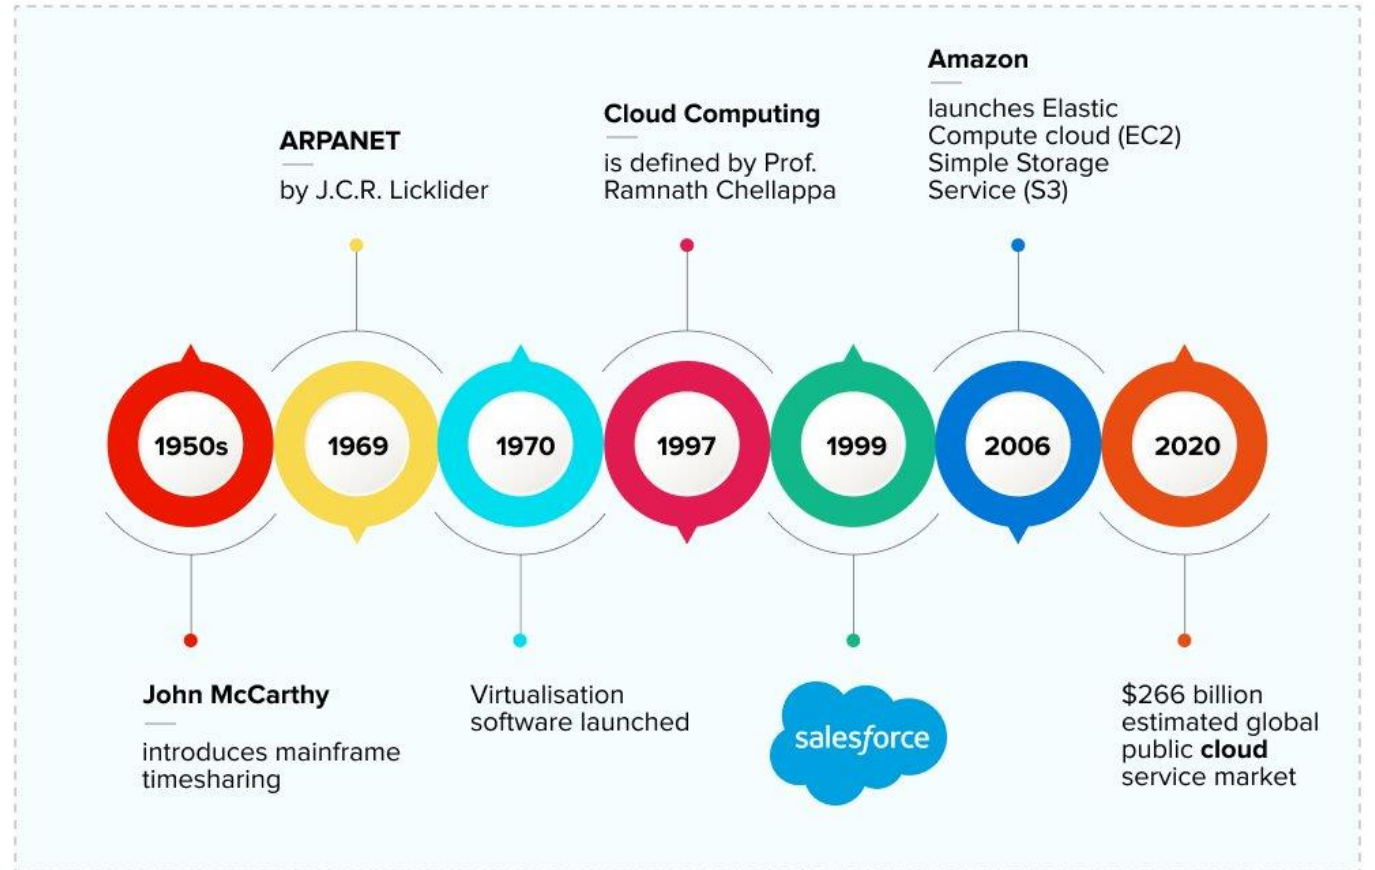 Amazon
launches Elastic
Compute cloud (EC2)
Simple Storage
Service (S3)
Cloud Computing
is defined by Prof.
Ramnath Chellappa
ARPANET
by J.C.R. Licklider
1950s
1969
1970
1997
1999
2006
2020
John McCarthy
introduces mainframe
timesharing
Virtualisation
software launched
salesforce
$266 billion
estimated global
public cloud
service market